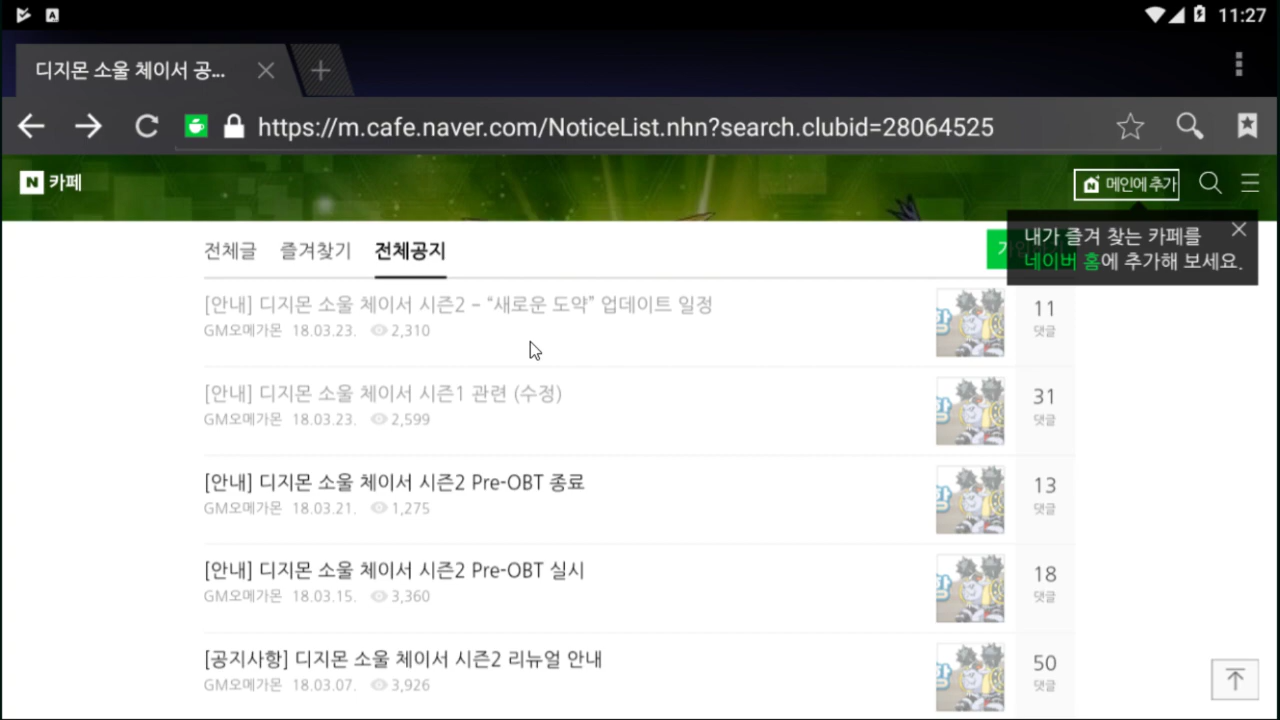 11:27
디지몬 소울 체이서 공...
https://m.cafe.naver.com/NoticeList.nhn?search.clubid=28064525
N 카페
메인에 추가
내가 즐겨 찾는 카페를
네이버 홈에 추가해 보세요.
전체글 즐겨찾기 전체공지
[안내] 디지몬 소울 체이서 시즌2 – “새로운 도약” 업데이트 일정
GM오메가몬 18.03.23. 2,310
11
댓글
[안내] 디지몬 소울 체이서 시즌1 관련 (수정)
GM오메가몬 18.03.23. 2,599
31
댓글
[안내] 디지몬 소울 체이서 시즌2 Pre-OBT 종료
GM오메가몬 18.03.21. 1,275
13
댓글
[안내] 디지몬 소울 체이서 시즌2 Pre-OBT 실시
GM오메가몬 18.03.15. 3,360
18
댓글
[공지사항] 디지몬 소울 체이서 시즌2 리뉴얼 안내
GM오메가몬 18.03.07. 3,926
50
댓글